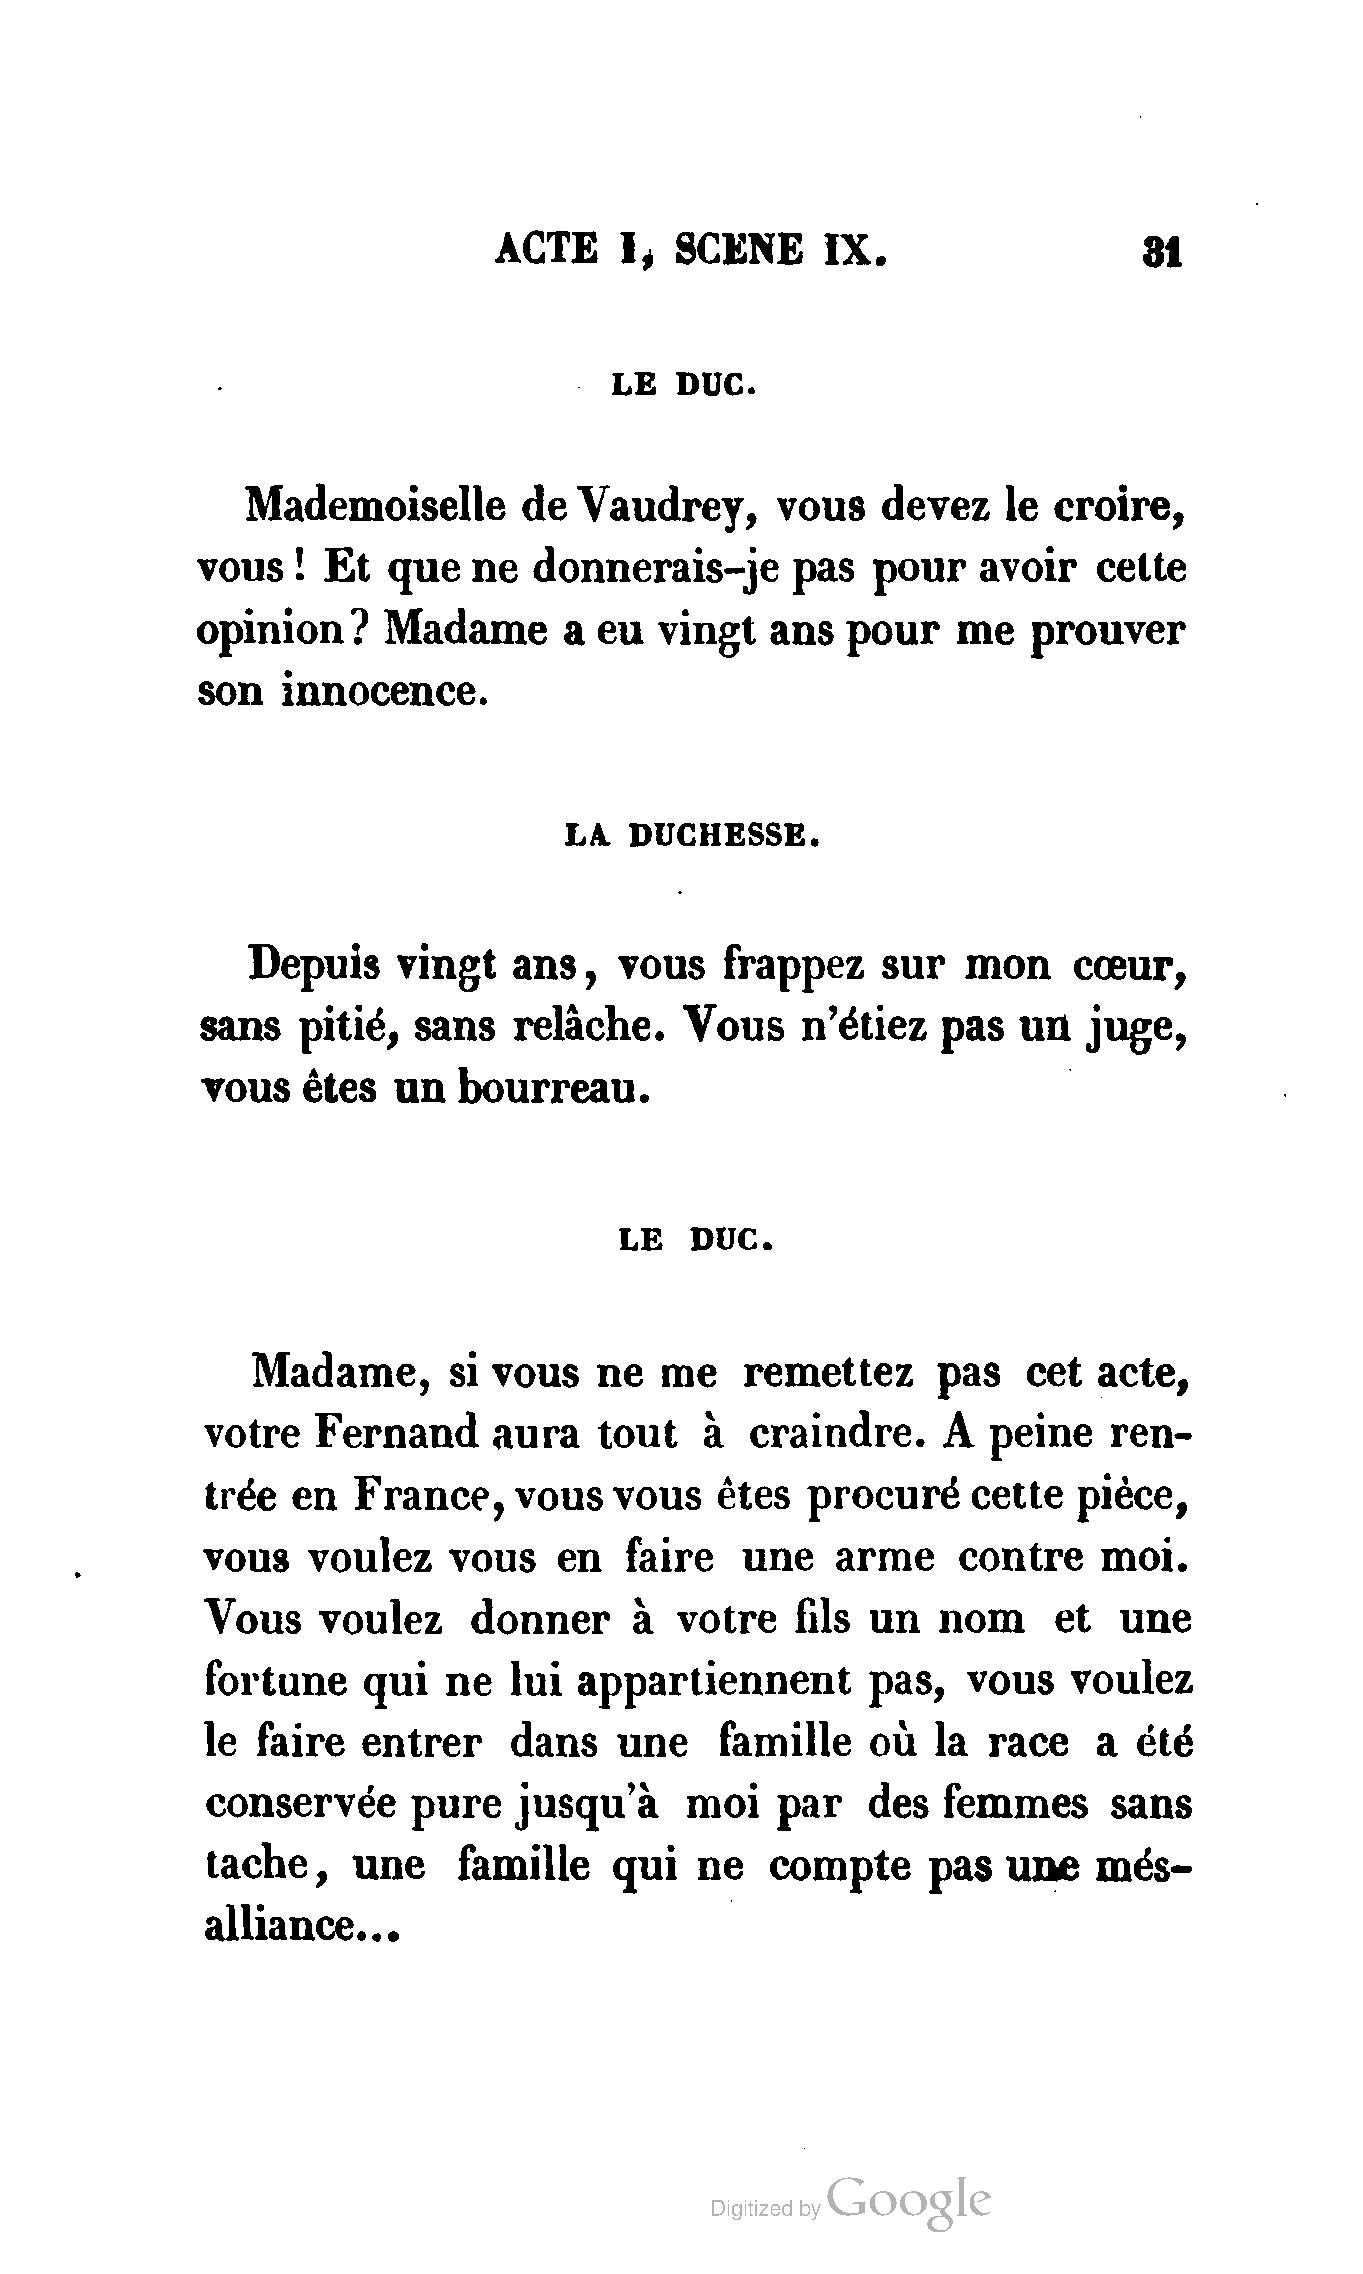 ACTE I, SCENE IX. 31
LE DUC.
Mademoiselle de Vaudrey, vous devez le croire,
vous ! Et que ne donnerais-je pas pour avoir cette
opinion ? Madame a eu vingt ans pour me prouver
son innocence.
LA DUCHESSE.
Depuis vingt ans, vous frappez sur mon cœur,
sans pitié, sans relâche. Vous n'étiez pas un juge,
vous êtes un bourreau.
LE DUC.
Madame, si vous ne me remettez pas cet acte,
votre Fernand aura tout à craindre. A peine ren-
trée en France, vous vous êtes procuré cette pièce,
vous voulez vous en faire une arme contre moi.
Vous voulez donner à votre fils un nom et une
fortune qui ne lui appartiennent pas, vous voulez
le faire entrer dans une famille où la race a été
conservée pure jusqu'à moi par des femmes sans
tache, une famille qui ne compte pas une més-
alliance...
Digitized by Google